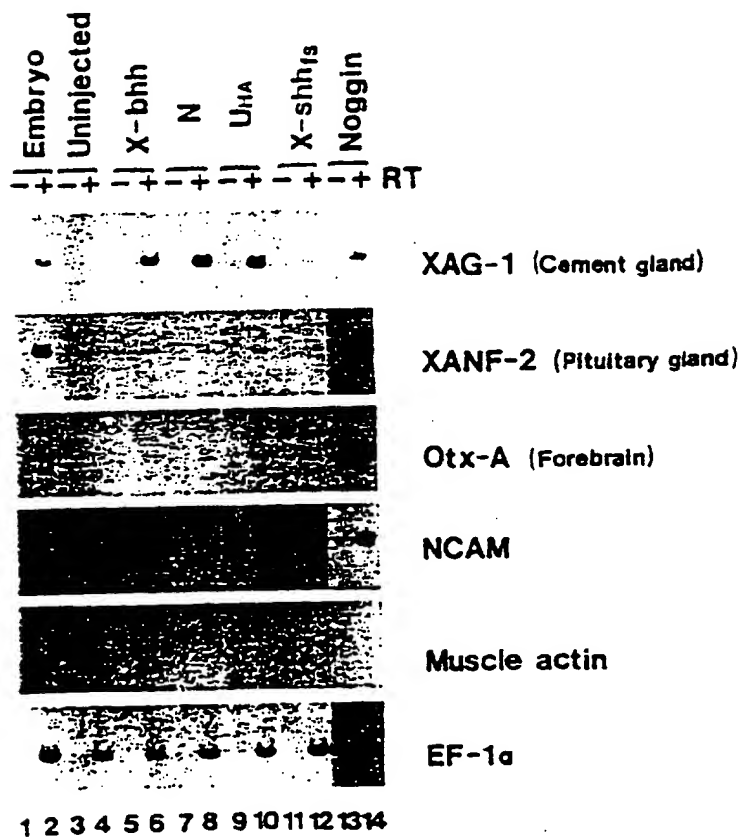 Embryo
Uninjected
X-bhh
N
UHA
X-shhfs
Noggin
- + - + - + - + - + - + - + RT
XAG-1 (Cement gland)
XANF-2 (Pituitary gland)
Otx-A (Forebrain)
NCAM
Muscle actin
EF-1α
1 2 3 4 5 6 7 8 9 10 11 12 13 14